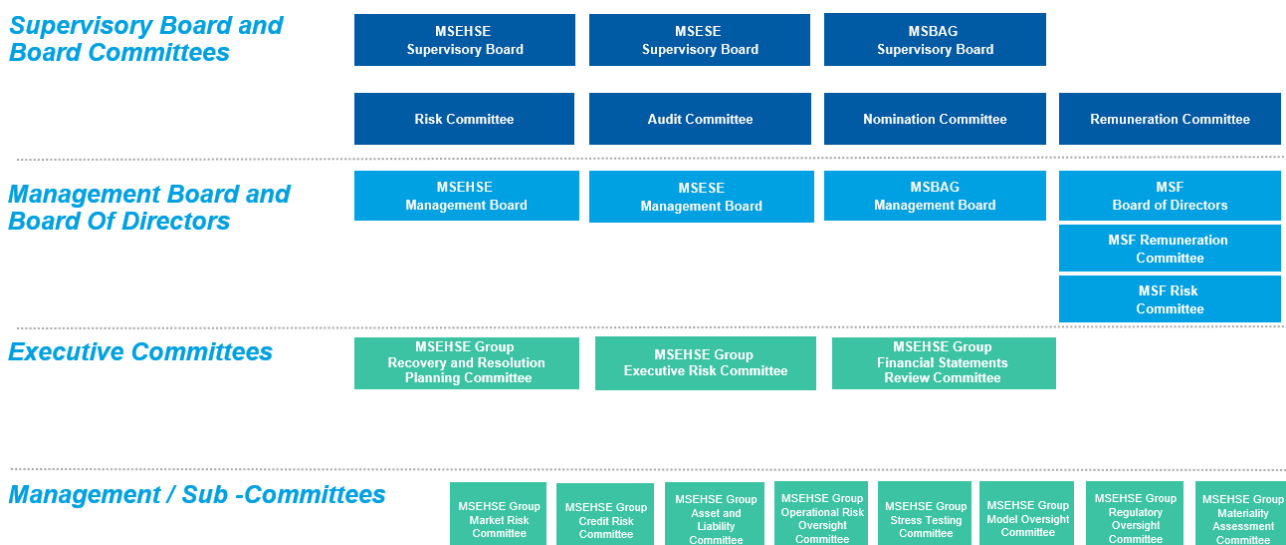 Supervisory Board and
Board Committees
MSEHSE
Supervisory Board
MSESE
Supervisory Board
MSBAG
Supervisory Board
Risk Committee
Audit Committee
Nomination Committee
Remuneration Committee
Management Board and
Board Of Directors
MSEHSE
Management Board
MSESE
Management Board
MSBAG
Management Board
MSF
Board of Directors
MSF Remuneration
Committee
MSF Risk
Committee
Executive Committees
MSEHSE Group
Recovery and Resolution
Planning Committee
MSEHSE Group
Executive Risk Committee
MSEHSE Group
Financial Statements
Review Committee
Management / Sub -Committees
MSEHSE Group
Market Risk
Committee
MSEHSE Group
Credit Risk
Committee
MSEHSE Group
Asset and
Liability
Committee
MSEHSE Group
Operational Risk
Oversight
Committee
MSEHSE Group
Stress Testing
Committee
MSEHSE Group
Model Oversight
Committee
MSEHSE Group
Regulatory
Oversight
Committee
MSEHSE Group
Materiality
Assessment
Committee